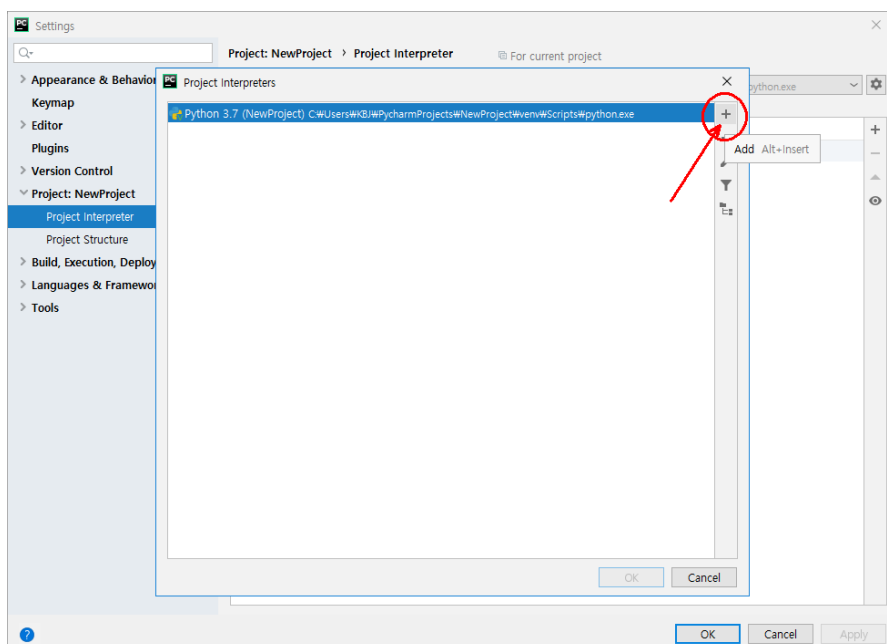 PC Settings
Project: NewProject › Project Interpreter For current project
Appearance & Behavior
Keymap
Editor
Plugins
Version Control
Project: NewProject
Project Interpreter
Project Structure
Build, Execution, Deploy
Languages & Framewor
Tools
PC Project Interpreters
Python 3.7 (NewProject) C:₩Users₩KBJ₩PycharmProjects₩NewProject₩venv₩Scripts₩python.exe
python.exe
Add Alt+Insert
OK Cancel
? OK Cancel Apply